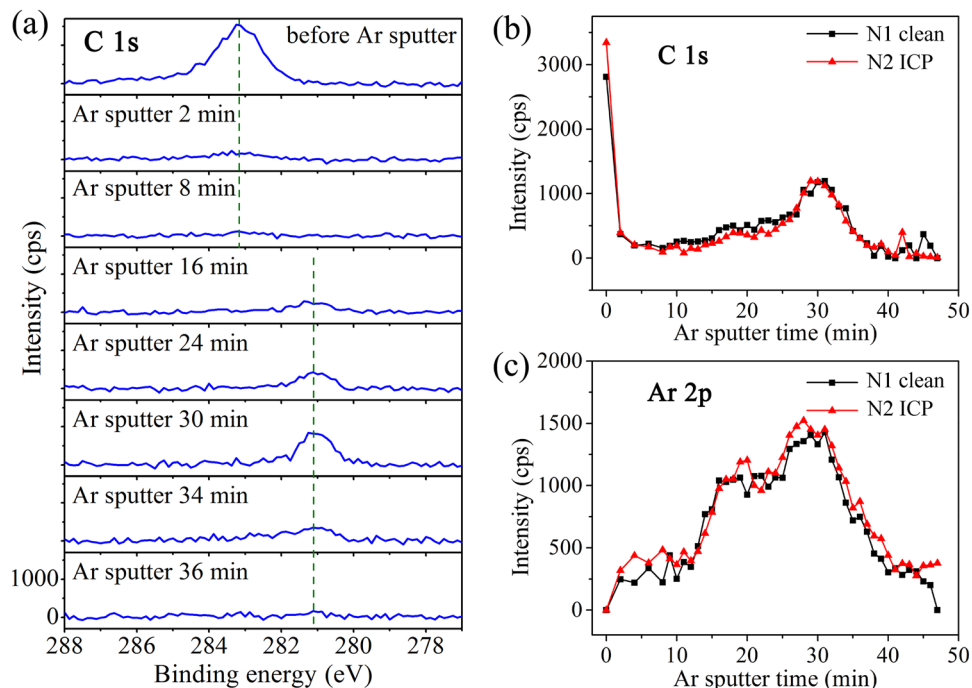 (a)
C 1s
before Ar sputter
Ar sputter 2 min
Ar sputter 8 min
Ar sputter 16 min
Ar sputter 24 min
Ar sputter 30 min
Ar sputter 34 min
Ar sputter 36 min
1000
0
Intensity (cps)
288 286 284 282 280 278
Binding energy (eV)
(b)
C 1s
N1 clean
N2 ICP
3000
2000
1000
0
Intensity (cps)
0 10 20 30 40 50
Ar sputter time (min)
(c)
Ar 2p
N1 clean
N2 ICP
2000
1500
1000
500
0
Intensity (cps)
0 10 20 30 40 50
Ar sputter time (min)